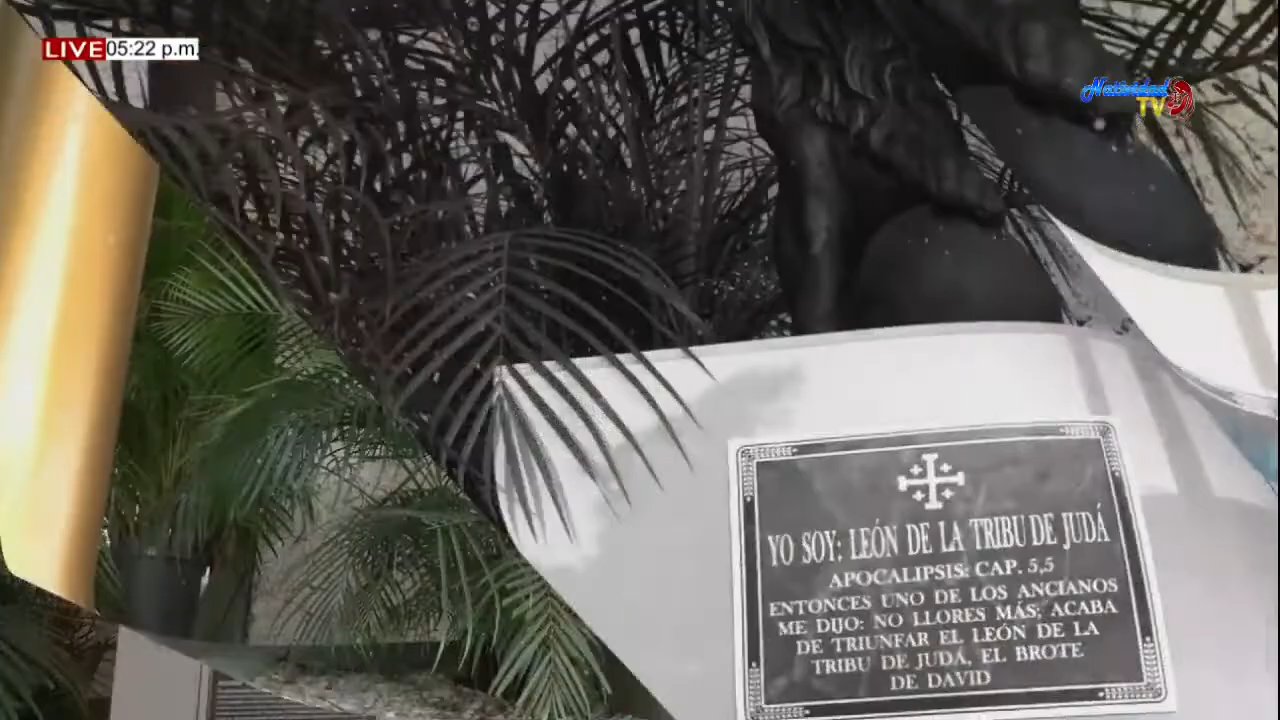 LIVE 05:22 p.m.
Natividad
TV
YO SOY: LEÓN DE LA TRIBU DE JUDÁ
APOCALIPSIS: CAP. 5,5
ENTONCES UNO DE LOS ANCIANOS
ME DIJO: NO LLORES MÁS; ACABA
DE TRIUNFAR EL LEÓN DE LA
TRIBU DE JUDÁ, EL BROTE
DE DAVID